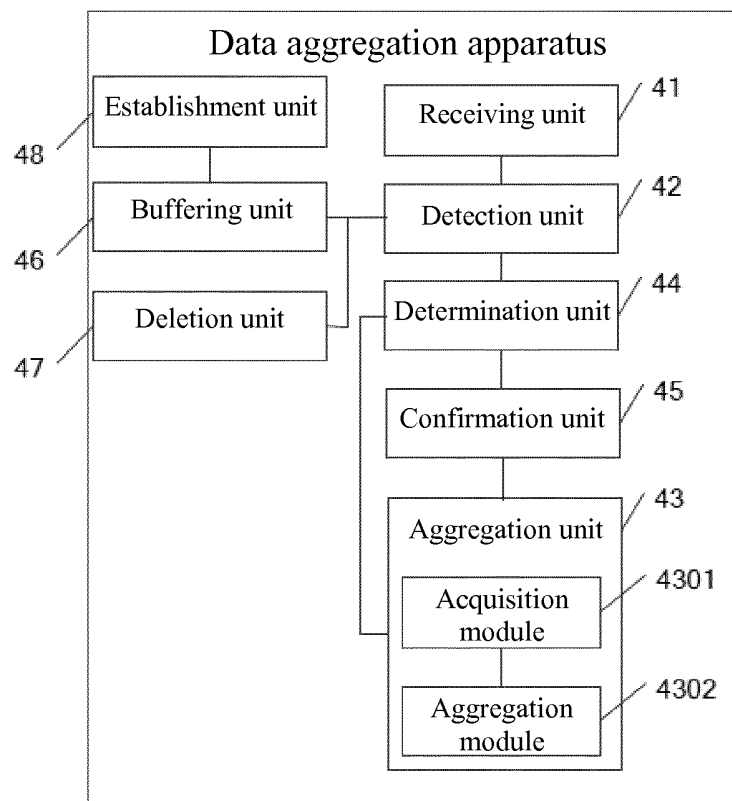 Data aggregation apparatus
Establishment unit
48
Buffering unit
46
Deletion unit
47
Receiving unit
41
Detection unit
42
Determination unit
44
Confirmation unit
45
Aggregation unit
43
Acquisition
module
4301
Aggregation
module
4302